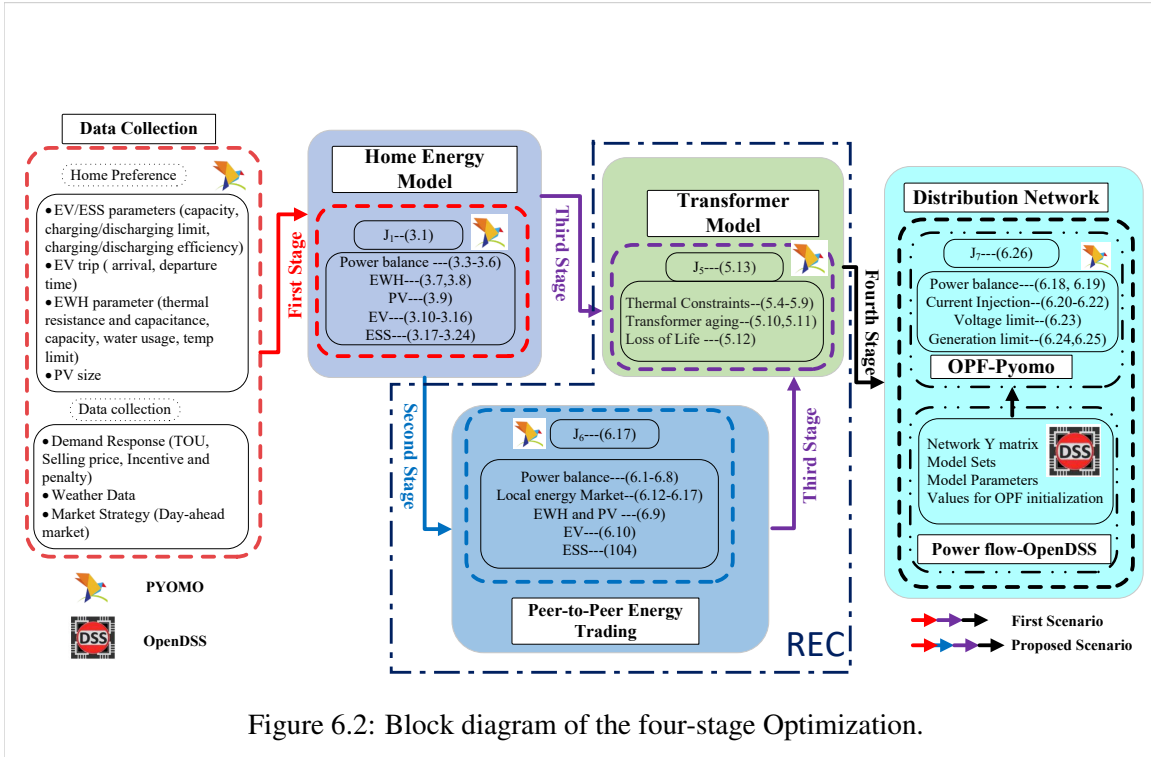 Data Collection
Home Preference
•EV/ESS parameters (capacity,
charging/discharging limit,
charging/discharging efficiency)
•EV trip ( arrival, departure
time)
•EWH parameter (thermal
resistance and capacitance,
capacity, water usage, temp
limit)
•PV size
Data collection
•Demand Response (TOU,
Selling price, Incentive and
penalty)
•Weather Data
•Market Strategy (Day-ahead
market)
PYOMO
DSS
OpenDSS
First Stage
Home Energy
Model
J₁--(3.1)
Power balance ---(3.3-3.6)
EWH---(3.7,3.8)
PV---(3.9)
EV---(3.10-3.16)
ESS---(3.17-3.24)
Second Stage
Third Stage
J₆---(6.17)
Power balance---(6.1-6.8)
Local energy Market---(6.12-6.17)
EWH and PV ---(6.9)
EV---(6.10)
ESS---(104)
Peer-to-Peer Energy
Trading
REC
Third Stage
Transformer
Model
J₅---(5.13)
Thermal Constraints--(5.4-5.9)
Transformer aging--(5.10,5.11)
Loss of Life ---(5.12)
Fourth Stage
Distribution Network
J₇---(6.26)
Power balance---(6.18, 6.19)
Current Injection--(6.20-6.22)
Voltage limit---(6.23)
Generation limit--(6.24,6.25)
OPF-Pyomo
Network Y matrix
Model Sets
Model Parameters
Values for OPF initialization
DSS
Power flow-OpenDSS
First Scenario
Proposed Scenario
Figure 6.2: Block diagram of the four-stage Optimization.